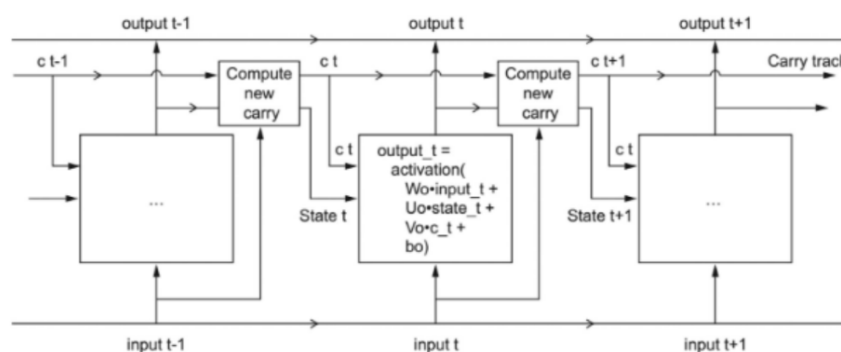 output t-1
output t
output t+1
c t-1
Compute
new
carry
c t
Compute
new
carry
c t+1
Carry track
c t
output_t =
activation(
Wo•input_t +
Uo•state_t +
Vo•c_t +
bo)
c t
...
...
State t
State t+1
input t-1
input t
input t+1